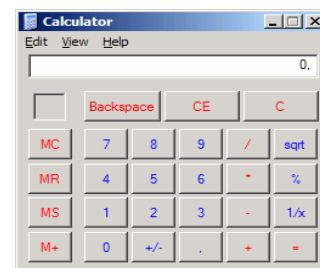 Calculator
Edit View Help
0.
Backspace CE C
MC 7 8 9 / sqrt
MR 4 5 6 * %
MS 1 2 3 - 1/x
M+ 0 +/- . + =